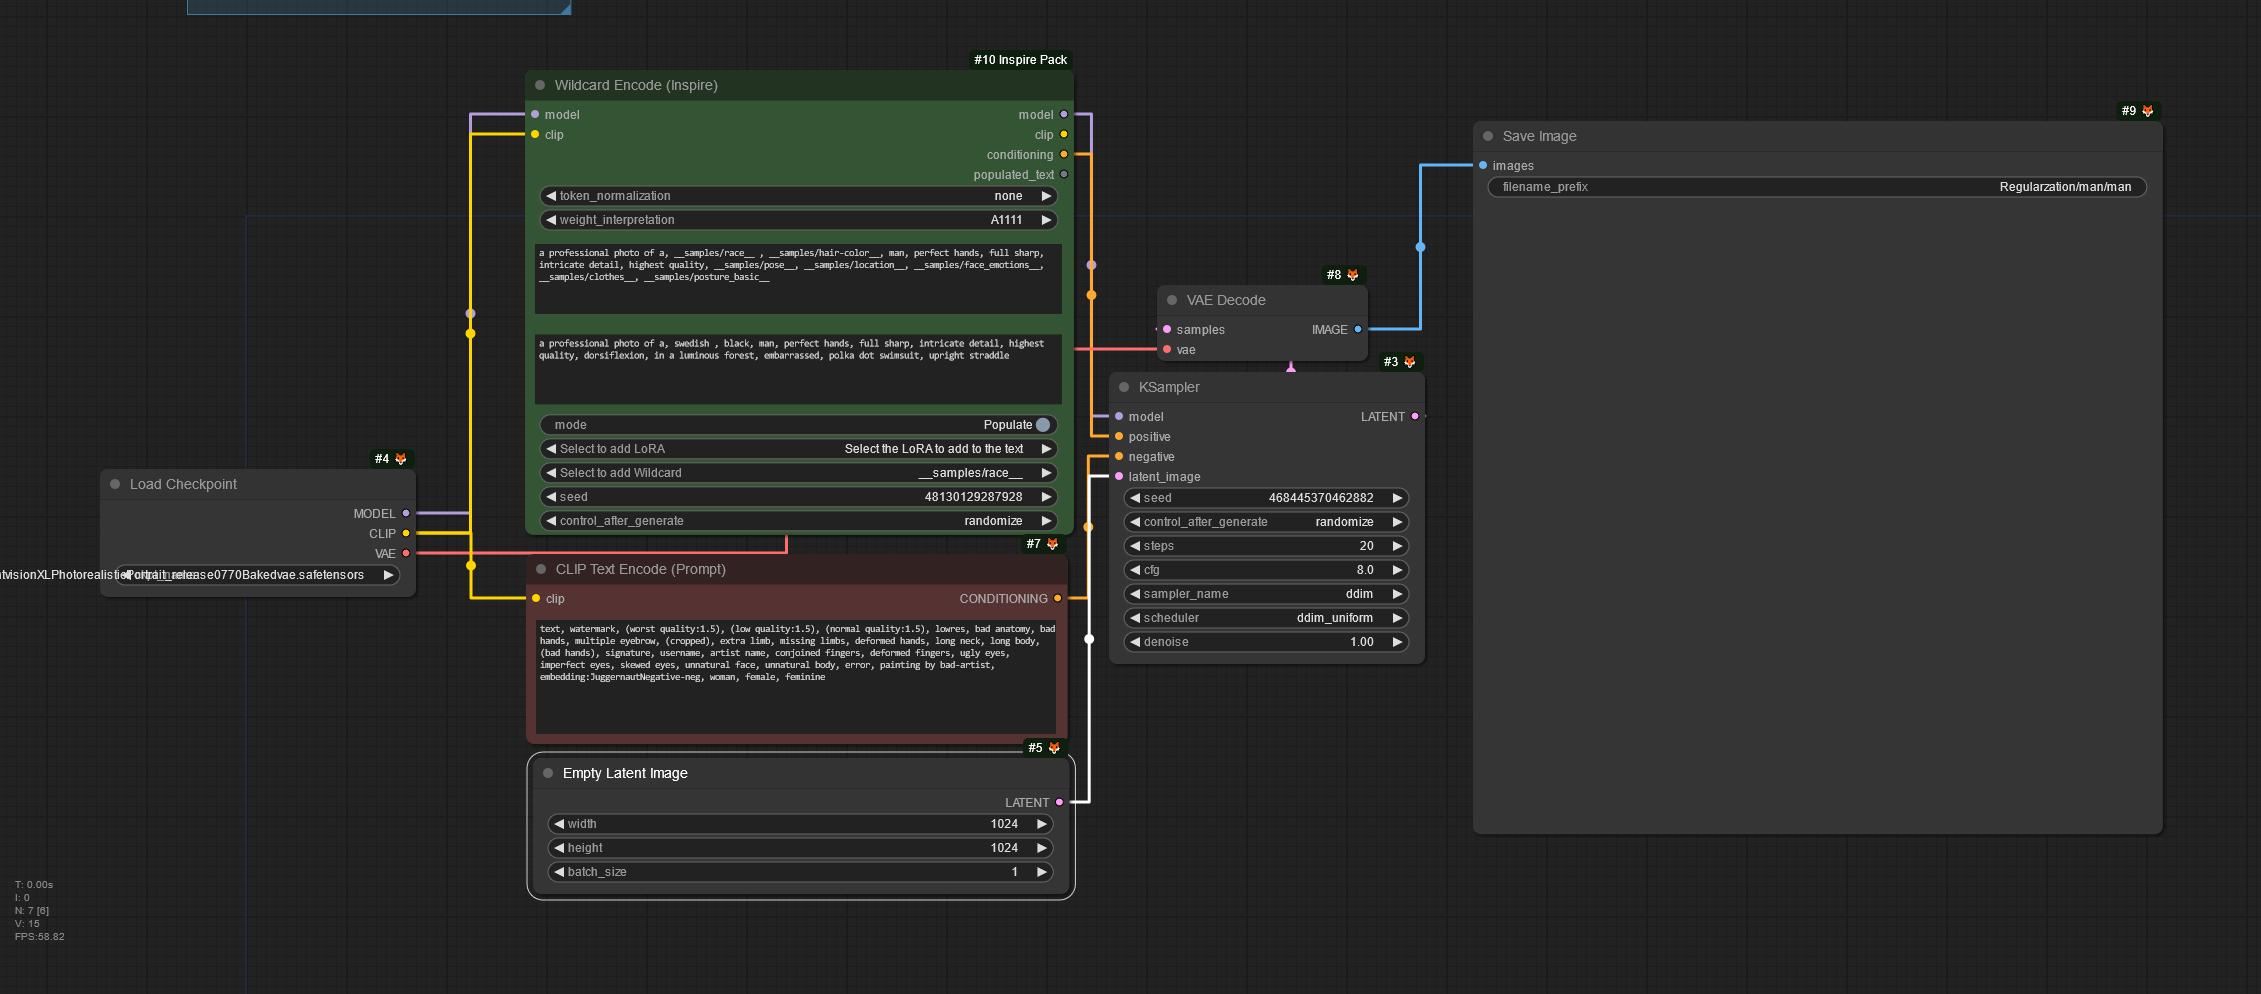 #10 Inspire Pack
Wildcard Encode (Inspire)
model
model
clip
clip
conditioning
populated_text
token_normalization
none
weight_interpretation
A1111
a professional photo of a, __samples/race__ , __samples/hair-color__, man, perfect hands, full sharp,
intricate detail, highest quality, __samples/pose__, __samples/location__, __samples/face_emotions__,
__samples/clothes__, __samples/posture_basic__
a professional photo of a, swedish , black, man, perfect hands, full sharp, intricate detail, highest
quality, dorsiflexion, in a luminous forest, embarrassed, polka dot swimsuit, upright straddle
mode
Populate
Select to add LoRA
Select the LoRA to add to the text
Select to add Wildcard
__samples/race__
seed
48130129287928
control_after_generate
randomize
#4
Load Checkpoint
MODEL
CLIP
VAE
release0770Bakedvae.safetensors
#7
CLIP Text Encode (Prompt)
clip
CONDITIONING
text, watermark, (worst quality:1.5), (low quality:1.5), (normal quality:1.5), lowres, bad anatomy, bad
hands, multiple eyebrow, (cropped), extra limb, missing limbs, deformed hands, long neck, long body,
(bad hands), signature, username, artist name, conjoined fingers, deformed fingers, ugly eyes,
imperfect eyes, skewed eyes, unnatural face, unnatural body, error, painting by bad-artist,
embedding:JuggernautNegative-neg, woman, female, feminine
#5
Empty Latent Image
LATENT
width
1024
height
1024
batch_size
1
#8
VAE Decode
samples
IMAGE
vae
#3
KSampler
model
LATENT
positive
negative
latent_image
seed
468445370462882
control_after_generate
randomize
steps
20
cfg
8.0
sampler_name
ddim
scheduler
ddim_uniform
denoise
1.00
#9
Save Image
images
filename_prefix
Regularzation/man/man
T: 0.00s
I: 0
N: 7 [6]
V: 15
FPS:58.82